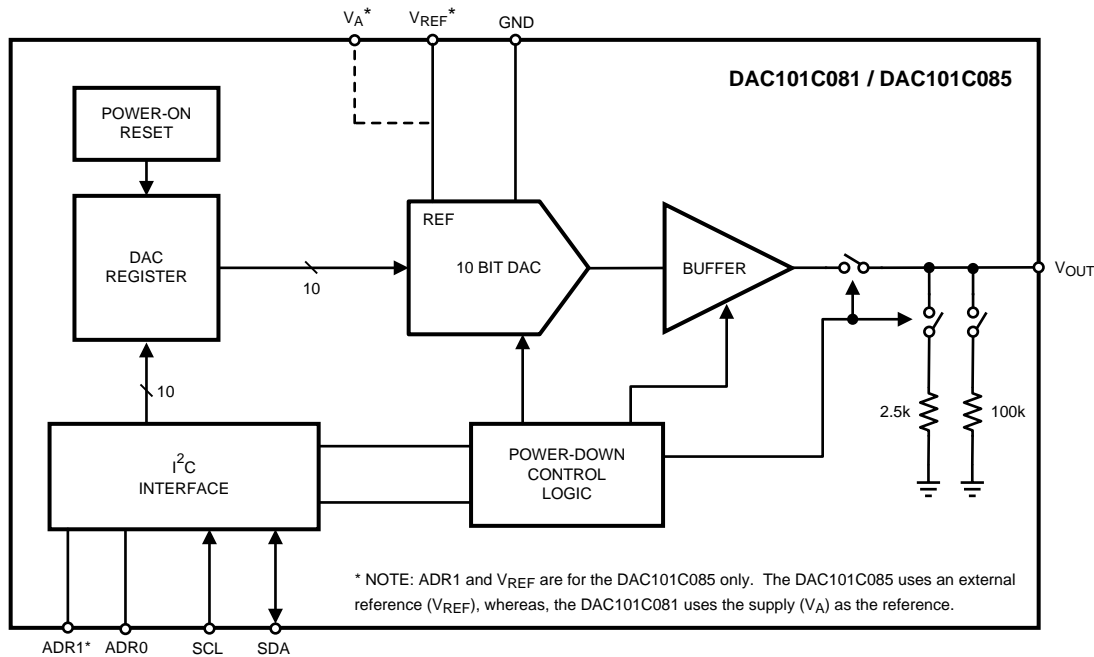 VA* VREF* GND
DAC101C081 / DAC101C085
POWER-ON
RESET
REF
DAC
REGISTER
10 BIT DAC
BUFFER
VOUT
10
10
2.5k
100k
I2C
INTERFACE
POWER-DOWN
CONTROL
LOGIC
* NOTE: ADR1 and VREF are for the DAC101C085 only. The DAC101C085 uses an external
reference (VREF), whereas, the DAC101C081 uses the supply (VA) as the reference.
ADR1* ADR0 SCL SDA